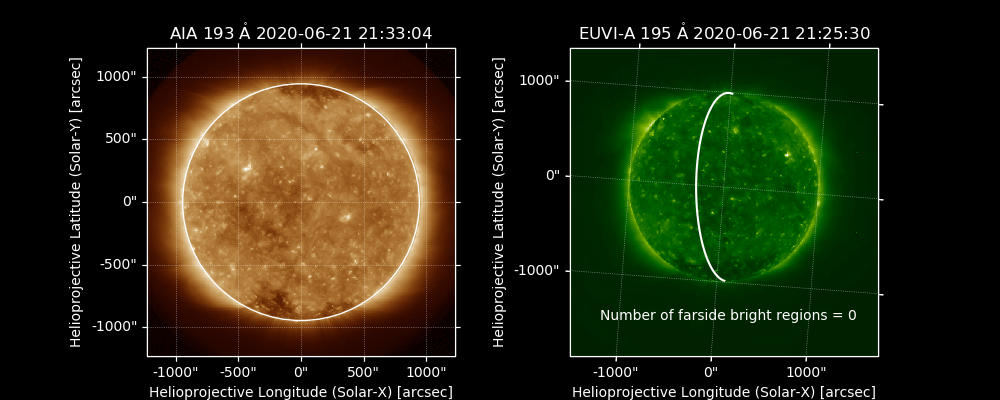 AIA 193 Å 2020-06-21 21:33:04
Helioprojective Latitude (Solar-Y) [arcsec]
1000"
500"
0"
-500"
-1000"
-1000"
-500"
0"
500"
1000"
Helioprojective Longitude (Solar-X) [arcsec]
EUVI-A 195 Å 2020-06-21 21:25:30
Helioprojective Latitude (Solar-Y) [arcsec]
1000"
0"
-1000"
Number of farside bright regions = 0
-1000"
0"
1000"
Helioprojective Longitude (Solar-X) [arcsec]